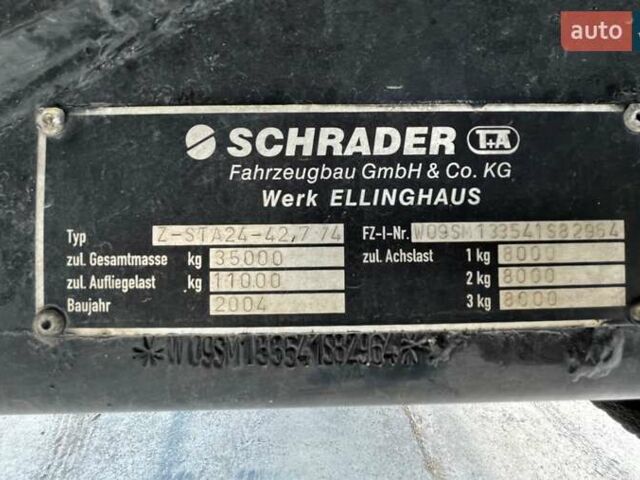 auto
SCHRADER T+A
Fahrzeugbau GmbH & Co. KG
Werk ELLINGHAUS
Typ Z-STA24-42,7 74 FZ-I-Nr. W09SM133541S82964
zul. Gesamtmasse kg 35000 zul. Achslast 1 kg 8000
zul. Aufliegelast kg 11000 2 kg 8000
Baujahr 2004 3 kg 8000
*W09SM133541S82964*